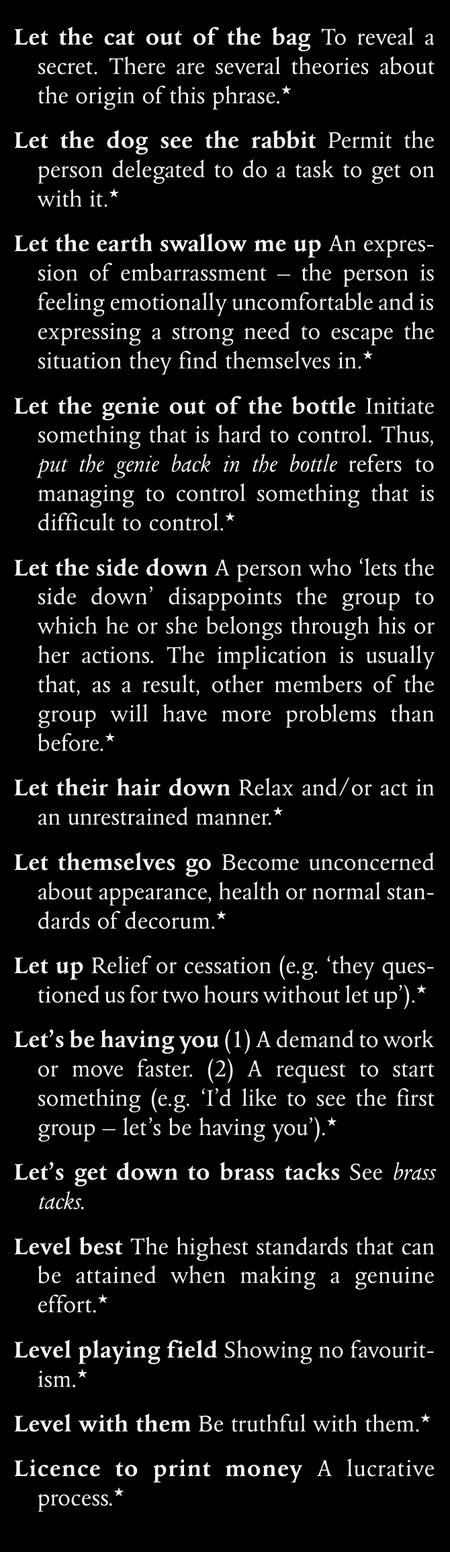 Let the cat out of the bag To reveal a
secret. There are several theories about
the origin of this phrase.★
Let the dog see the rabbit Permit the
person delegated to do a task to get on
with it.★
Let the earth swallow me up An expres-
sion of embarrassment – the person is
feeling emotionally uncomfortable and is
expressing a strong need to escape the
situation they find themselves in.★
Let the genie out of the bottle Initiate
something that is hard to control. Thus,
put the genie back in the bottle refers to
managing to control something that is
difficult to control.★
Let the side down A person who ‘lets the
side down’ disappoints the group to
which he or she belongs through his or
her actions. The implication is usually
that, as a result, other members of the
group will have more problems than
before.★
Let their hair down Relax and/or act in
an unrestrained manner.★
Let themselves go Become unconcerned
about appearance, health or normal stan-
dards of decorum.★
Let up Relief or cessation (e.g. ‘they ques-
tioned us for two hours without let up’).★
Let’s be having you (1) A demand to work
or move faster. (2) A request to start
something (e.g. ‘I’d like to see the first
group – let’s be having you’).★
Let’s get down to brass tacks See brass
tacks.
Level best The highest standards that can
be attained when making a genuine
effort.★
Level playing field Showing no favourit-
ism.★
Level with them Be truthful with them.★
Licence to print money A lucrative
process.★